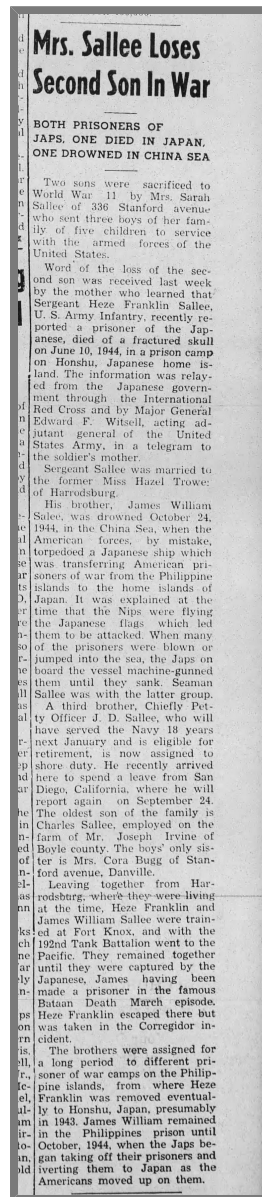 Mrs. Sallee Loses
Second Son In War
BOTH PRISONERS OF
JAPS, ONE DIED IN JAPAN,
ONE DROWNED IN CHINA SEA
Two sons were sacrificed to
World War 11 by Mrs. Sarah
Sallee of 336 Stanford avenue
who sent three boys of her fam-
ily of five children to service
with the armed forces of the
United States.
Word of the loss of the sec-
ond son was received last week
by the mother who learned that
Sergeant Heze Franklin Sallee,
U. S. Army Infantry, recently re-
ported a prisoner of the Jap-
anese, died of a fractured skull
on June 10, 1944, in a prison camp
on Honshu, Japanese home is-
land. The information was relay-
ed from the Japanese govern-
ment through the International
Red Cross and by Major General
Edward F. Witsell, acting ad-
jutant general of the United
States Army, in a telegram to
the soldier's mother.
Sergeant Sallee was married to
the former Miss Hazel Trowe:
of Harrodsburg.
His brother, James William
Salee, was drowned October 24,
1944, in the China Sea, when the
American forces, by mistake,
torpedoed a Japanese ship which
was transferring American pri-
soners of war from the Philippine
islands to the home islands of
Japan. It was explained at the
time that the Nips were flying
the Japanese flags which led
them to be attacked. When many
of the prisoners were blown or
jumped into the sea, the Japs on
board the vessel machine-gunned
them until they sank. Seaman
Sallee was with the latter group.
A third brother, Chiefly Pet-
ty Officer J. D. Sallee, who will
have served the Navy 18 years
next January and is eligible for
retirement, is now assigned to
shore duty. He recently arrived
here to spend a leave from San
Diego, California, where he will
report again on September 24.
The oldest son of the family is
Charles Sallee, employed on the
farm of Mr. Joseph Irvine of
Boyle county. The boys' only sis-
ter is Mrs. Cora Bugg of Stan-
ford avenue, Danville.
Leaving together from Har-
rodsburg, where they were living
at the time, Heze Franklin and
James William Sallee were train-
ed at Fort Knox, and with the
192nd Tank Battalion went to the
Pacific. They remained together
until they were captured by the
Japanese, James having been
made a prisoner in the famous
Bataan Death March episode.
Heze Franklin escaped there but
was taken in the Corregidor in-
cident.
The brothers were assigned for
a long period to different pri-
soner of war camps on the Philip-
pine islands, from where Heze
Franklin was removed eventual-
ly to Honshu, Japan, presumably
in 1943. James William remained
in the Philippines prison until
October, 1944, when the Japs be-
gan taking off their prisoners and
iverting them to Japan as the
Americans moved up on them.